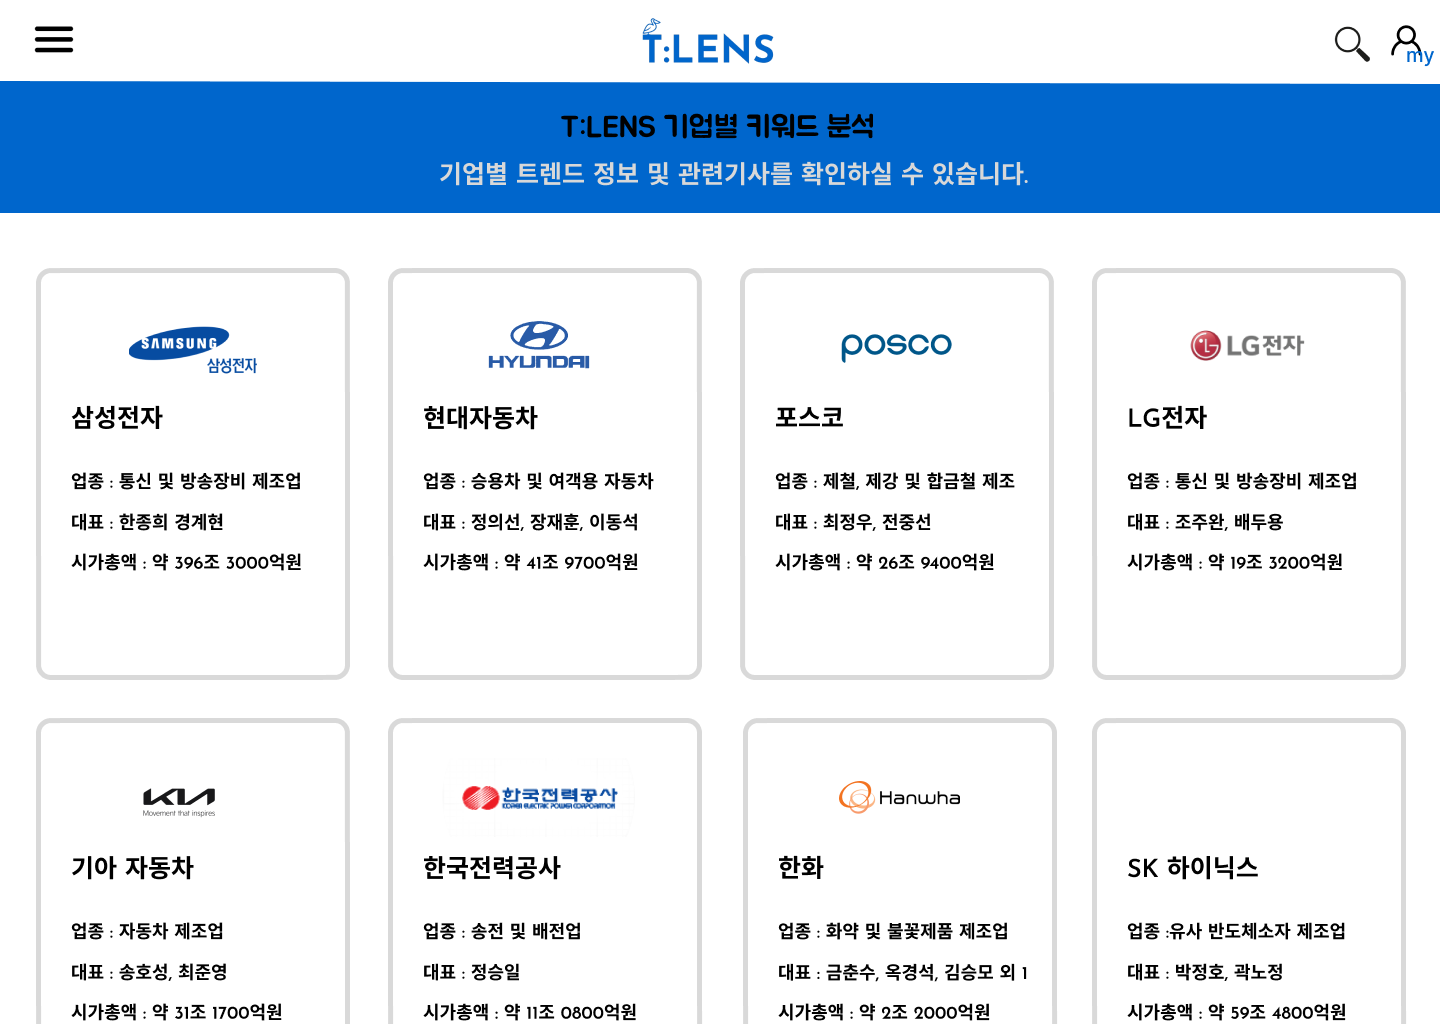 T:LENS
my
T:LENS 기업별 키워드 분석
기업별 트렌드 정보 및 관련기사를 확인하실 수 있습니다.
SAMSUNG
삼성전자
삼성전자
업종 : 통신 및 방송장비 제조업
대표 : 한종희 경계현
시가총액 : 약 396조 3000억원
HYUNDAI
현대자동차
업종 : 승용차 및 여객용 자동차
대표 : 정의선, 장재훈, 이동석
시가총액 : 약 41조 9700억원
posco
포스코
업종 : 제철, 제강 및 합금철 제조
대표 : 최정우, 전중선
시가총액 : 약 26조 9400억원
LG전자
LG전자
업종 : 통신 및 방송장비 제조업
대표 : 조주완, 배두용
시가총액 : 약 19조 3200억원
KIA
Movement that inspires
기아 자동차
업종 : 자동차 제조업
대표 : 송호성, 최준영
시가총액 : 약 31조 1700억원
한국전력공사
KOREA ELECTRIC POWER CORPORATION
한국전력공사
업종 : 송전 및 배전업
대표 : 정승일
시가총액 : 약 11조 0800억원
Hanwha
한화
업종 : 화약 및 불꽃제품 제조업
대표 : 금춘수, 옥경석, 김승모 외 1
시가총액 : 약 2조 2000억원
SK 하이닉스
업종 :유사 반도체소자 제조업
대표 : 박정호, 곽노정
시가총액 : 약 59조 4800억원